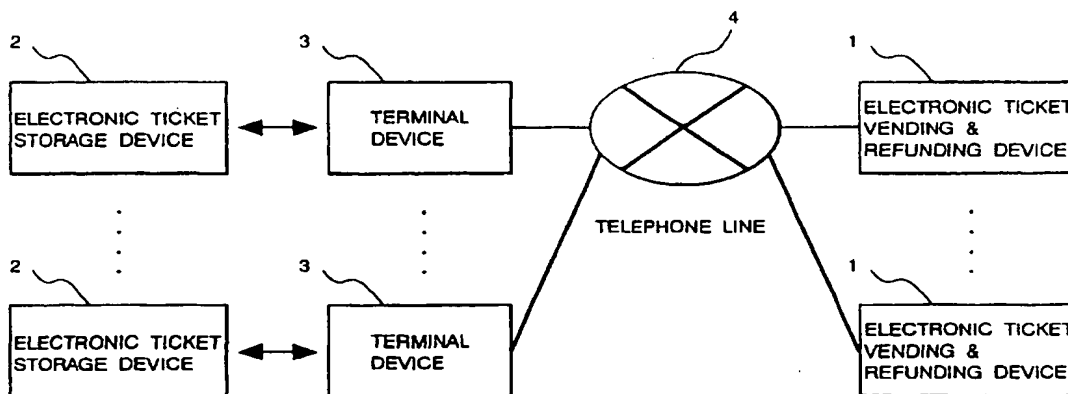 2
3
4
1
ELECTRONIC TICKET
STORAGE DEVICE
TERMINAL
DEVICE
ELECTRONIC TICKET
VENDING &
REFUNDING DEVICE
TELEPHONE LINE
2
3
1
ELECTRONIC TICKET
STORAGE DEVICE
TERMINAL
DEVICE
ELECTRONIC TICKET
VENDING &
REFUNDING DEVICE